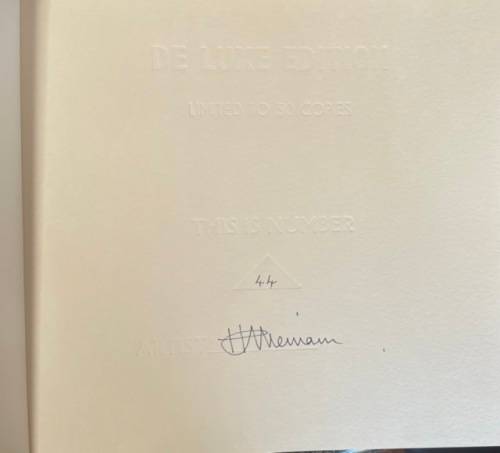 DE LUXE EDITION
LIMITED TO 50 COPIES
THIS IS NUMBER
44
ARTIST